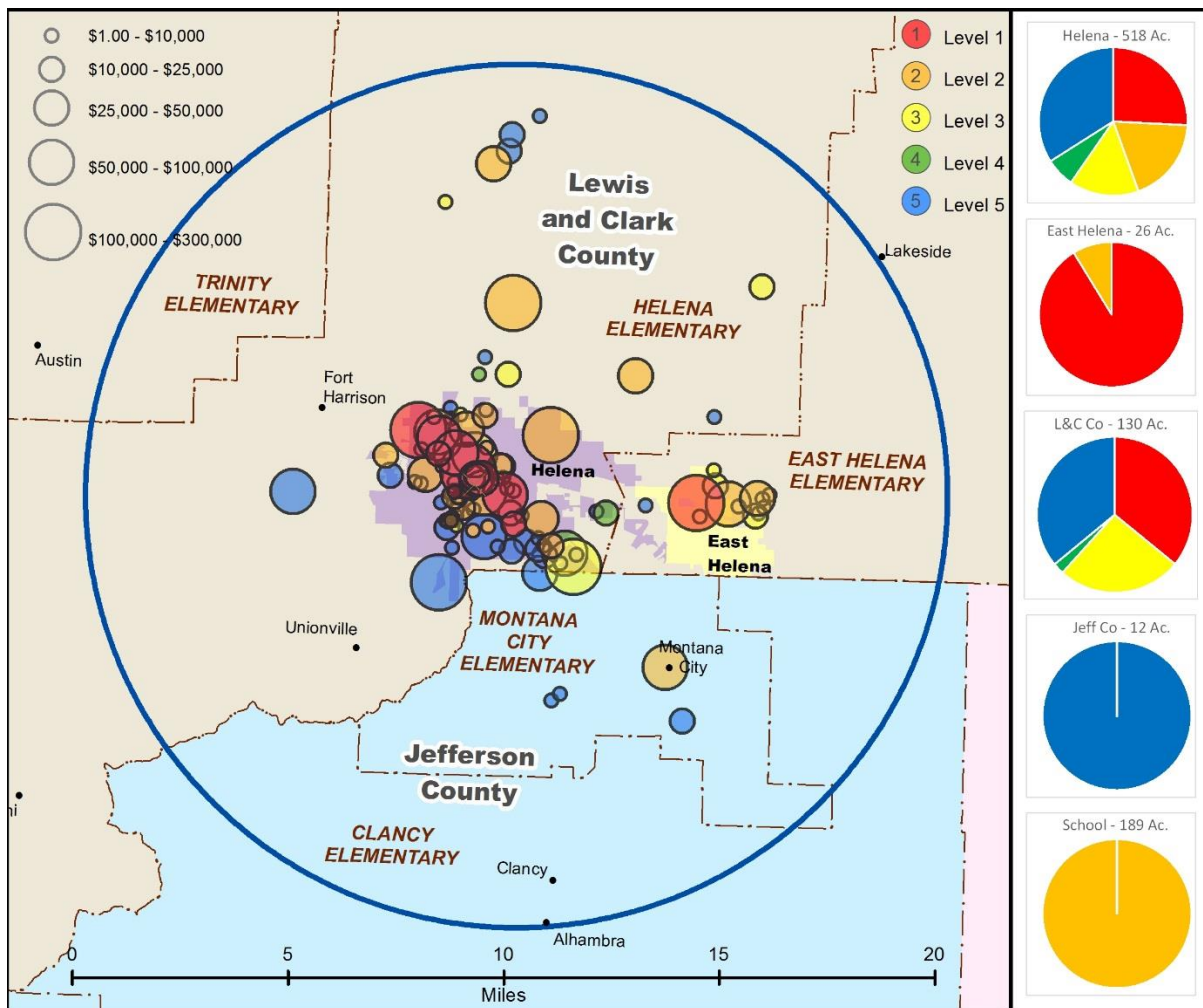 $1.00 - $10,000
$10,000 - $25,000
$25,000 - $50,000
$50,000 - $100,000
$100,000 - $300,000
1 Level 1
2 Level 2
3 Level 3
4 Level 4
5 Level 5
Lewis
and Clark
County
Lakeside
TRINITY
ELEMENTARY
HELENA
ELEMENTARY
Austin
Fort
Harrison
Helena
EAST HELENA
ELEMENTARY
East
Helena
MONTANA
CITY
ELEMENTARY
Unionville
Montana
City
Jefferson
County
CLANCY
ELEMENTARY
Clancy
Alhambra
0 5 10 15 20
Miles
Helena - 518 Ac.
East Helena - 26 Ac.
L&C Co - 130 Ac.
Jeff Co - 12 Ac.
School - 189 Ac.